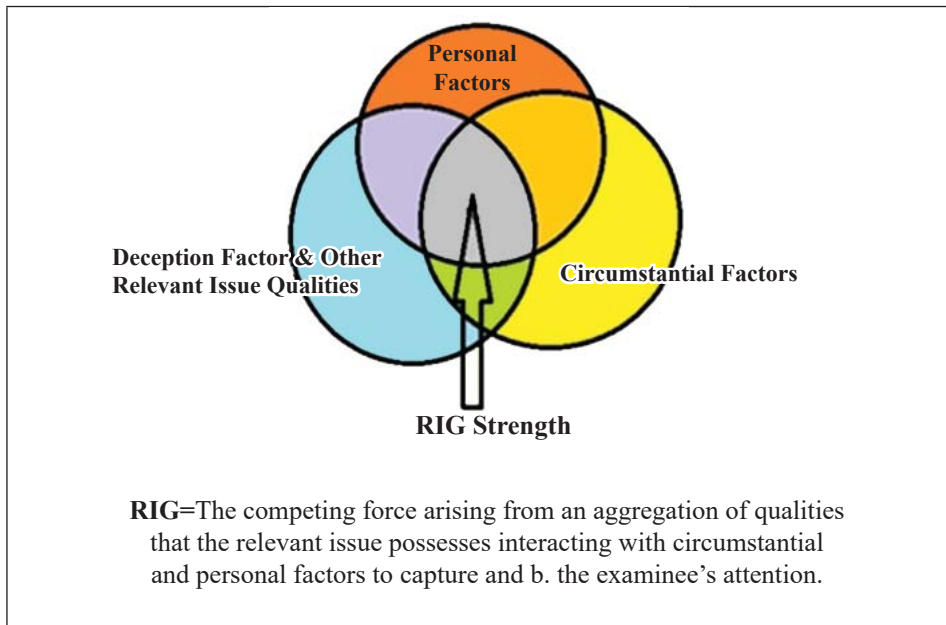 Personal
Factors
Deception Factor & Other
Relevant Issue Qualities
Circumstantial Factors
RIG Strength
RIG=The competing force arising from an aggregation of qualities
that the relevant issue possesses interacting with circumstantial
and personal factors to capture and b. the examinee’s attention.